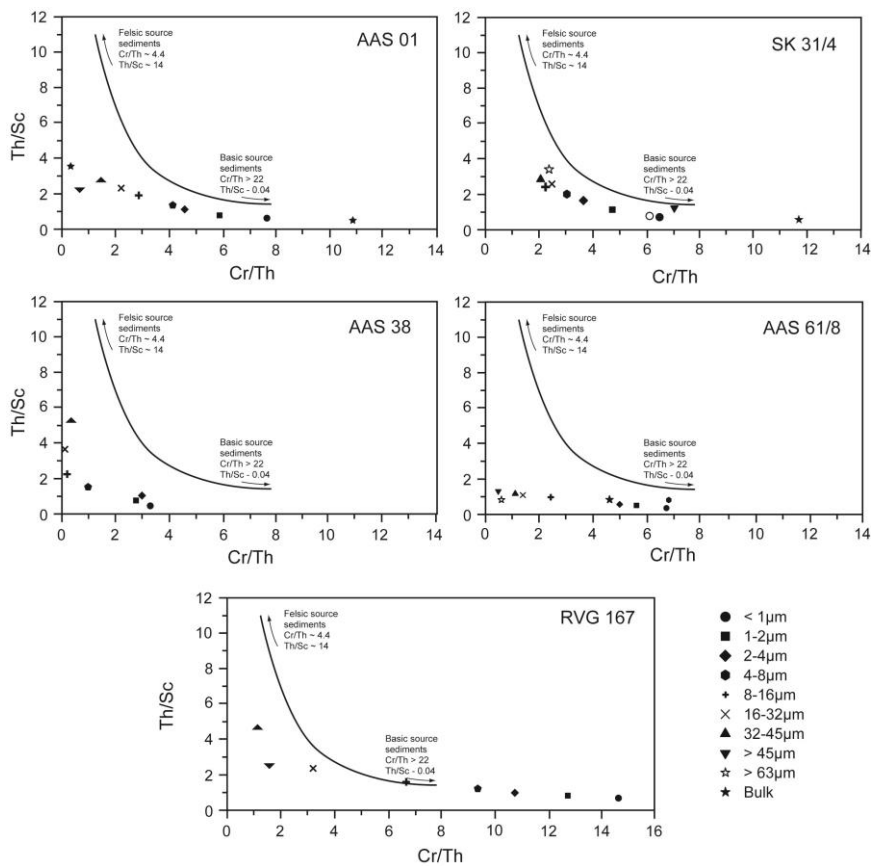 AAS 01
Th/Sc
12
10
8
6
4
2
0
Felsic source
sediments
Cr/Th ~ 4.4
Th/Sc ~ 14
Basic source
sediments
Cr/Th > 22
Th/Sc - 0.04
0 2 4 6 8 10 12 14
Cr/Th
SK 31/4
12
10
8
6
4
2
0
Felsic source
sediments
Cr/Th ~ 4.4
Th/Sc ~ 14
Basic source
sediments
Cr/Th > 22
Th/Sc - 0.04
0 2 4 6 8 10 12 14
Cr/Th
AAS 38
Th/Sc
12
10
8
6
4
2
0
Felsic source
sediments
Cr/Th ~ 4.4
Th/Sc ~ 14
Basic source
sediments
Cr/Th > 22
Th/Sc - 0.04
0 2 4 6 8 10 12 14
Cr/Th
AAS 61/8
12
10
8
6
4
2
0
Felsic source
sediments
Cr/Th ~ 4.4
Th/Sc ~ 14
Basic source
sediments
Cr/Th > 22
Th/Sc - 0.04
0 2 4 6 8 10 12 14
Cr/Th
RVG 167
Th/Sc
12
10
8
6
4
2
0
Felsic source
sediments
Cr/Th ~ 4.4
Th/Sc ~ 14
Basic source
sediments
Cr/Th > 22
Th/Sc - 0.04
0 2 4 6 8 10 12 14 16
Cr/Th
< 1µm
1-2µm
2-4µm
4-8µm
8-16µm
16-32µm
32-45µm
> 45µm
> 63µm
Bulk